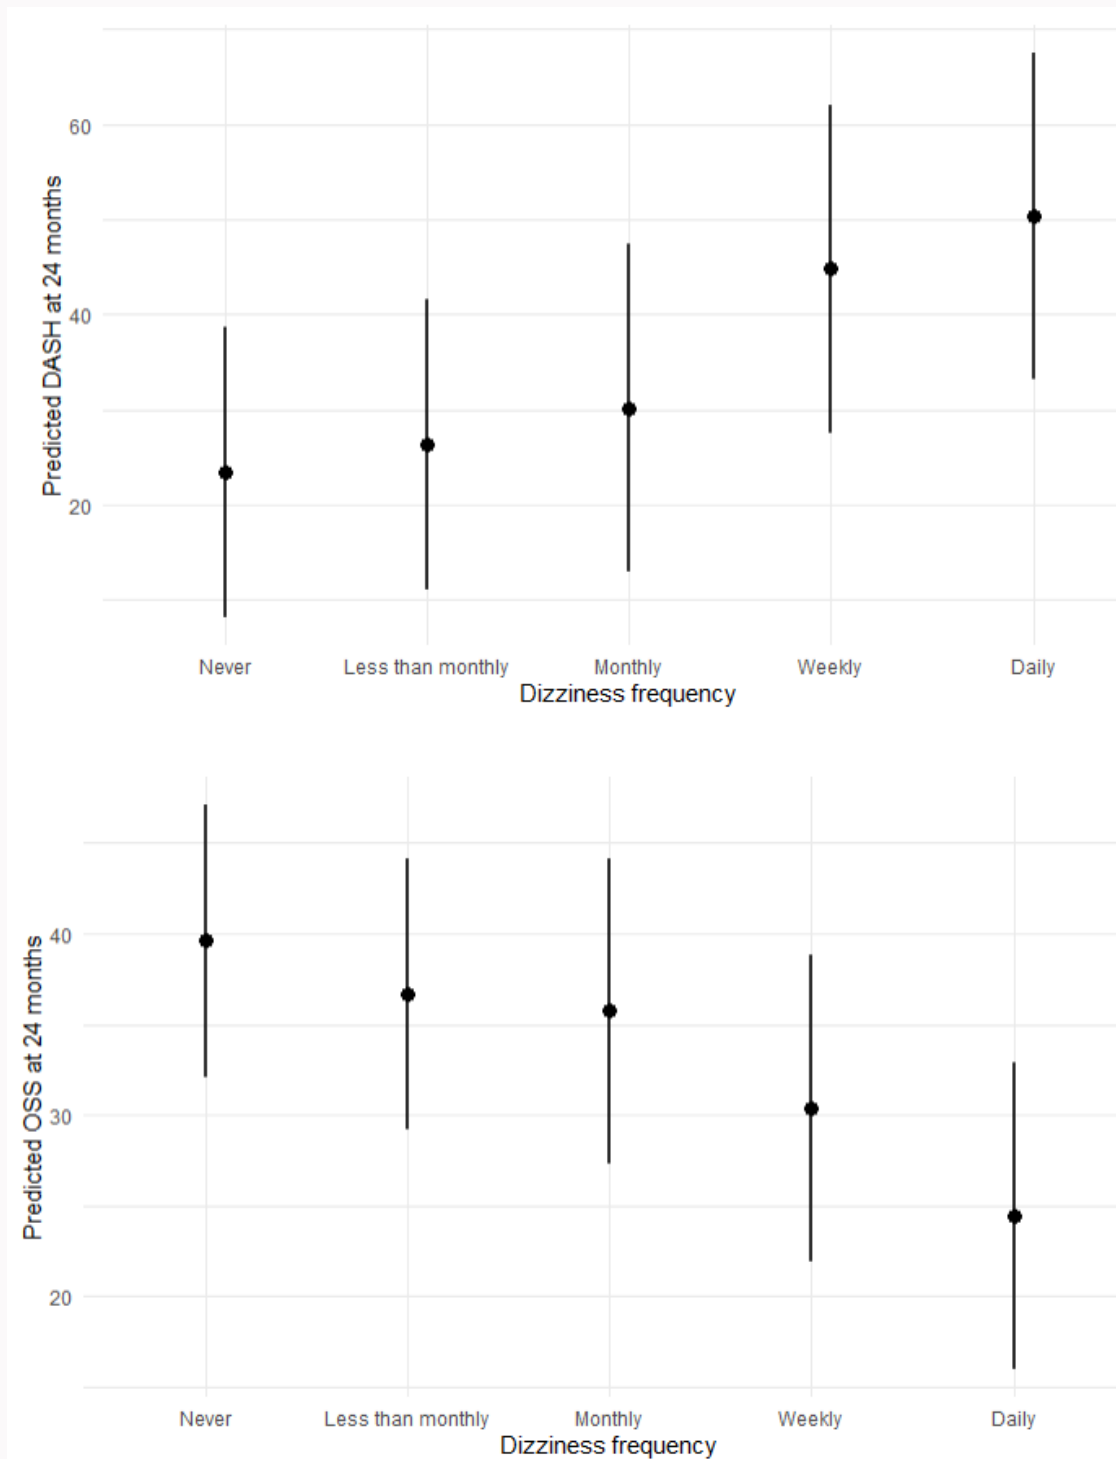 Predicted DASH at 24 months
60
40
20
Never Less than monthly Monthly Weekly Daily
Dizziness frequency
Predicted OSS at 24 months
40
30
20
Never Less than monthly Monthly Weekly Daily
Dizziness frequency